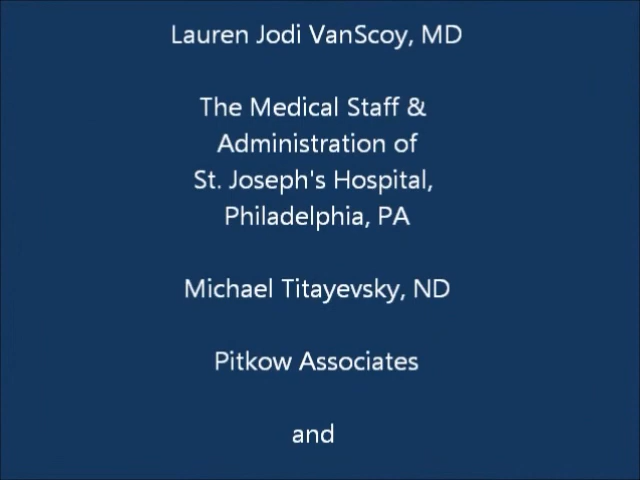 Lauren Jodi VanScoy, MD
The Medical Staff &
Administration of
St. Joseph's Hospital,
Philadelphia, PA
Michael Titayevsky, ND
Pitkow Associates
and